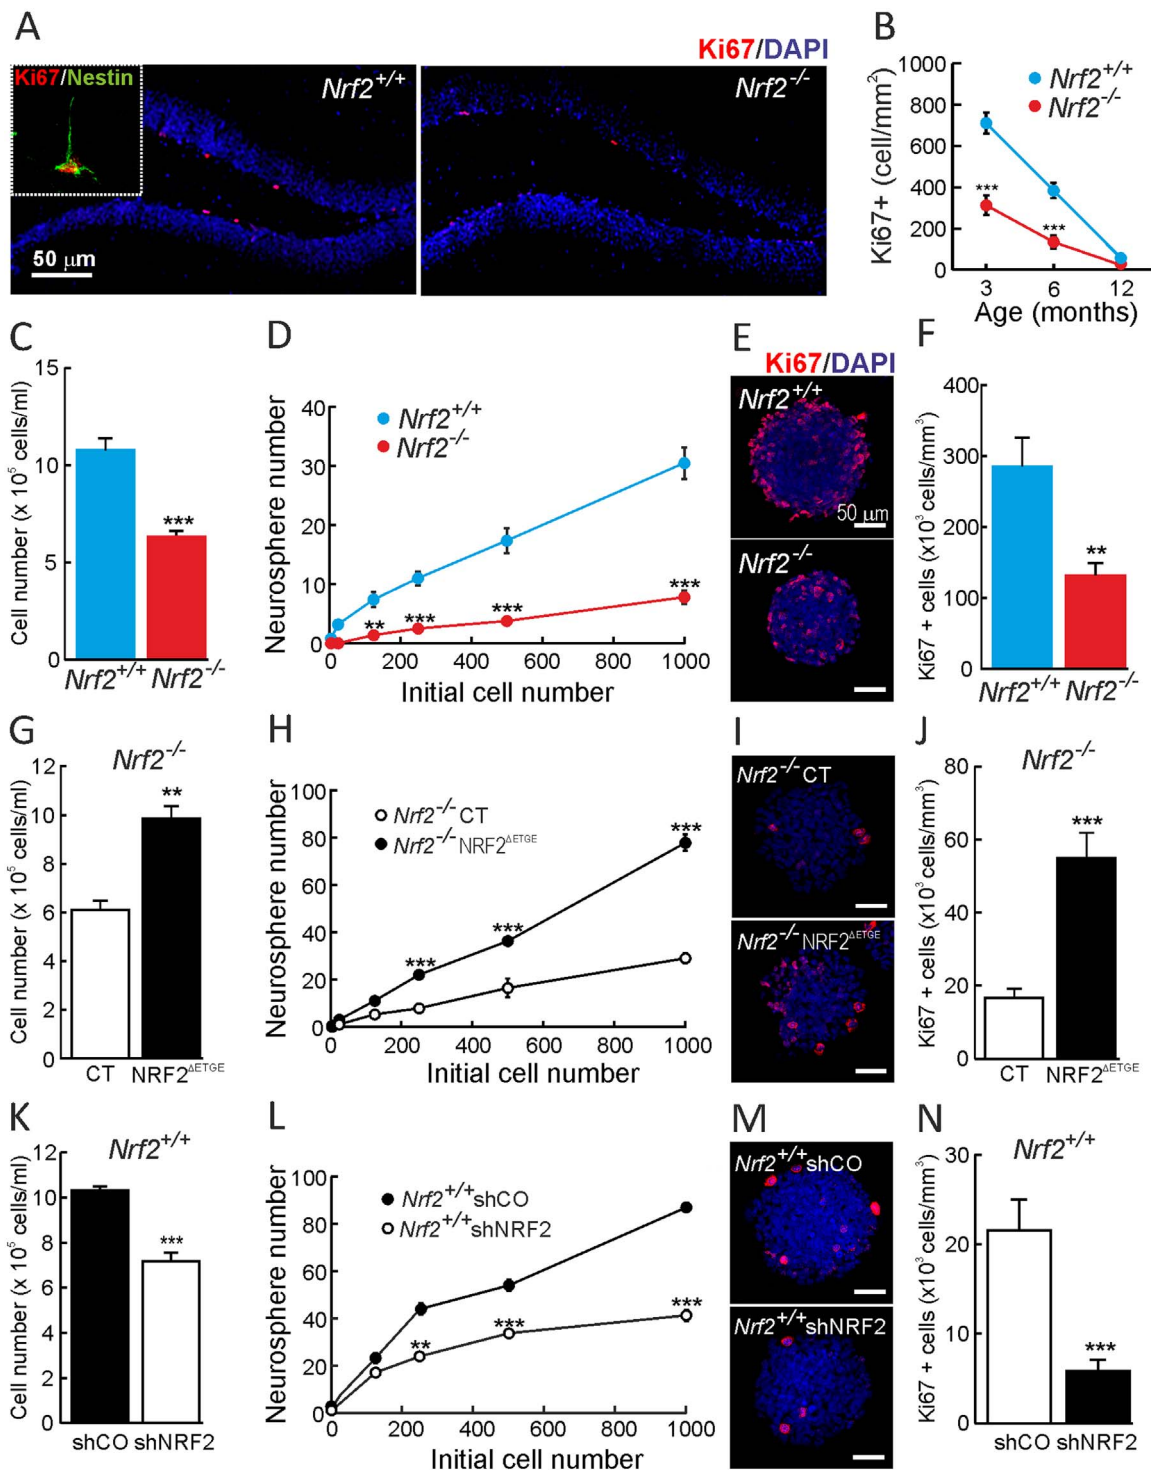 A
Ki67/DAPI
Ki67/Nestin
Nrf2+/+
Nrf2-/-
50 μm
B
Ki67+ (cell/mm2)
1000
800
600
400
200
0
Nrf2+/+
Nrf2-/-
***
***
3
6
12
Age (months)
C
Cell number (x 10^5 cells/ml)
15
10
5
0
***
Nrf2+/+ Nrf2-/-
D
Neurosphere number
40
30
20
10
0
Nrf2+/+
Nrf2-/-
** *** *** ***
0 200 400 600 800 1000
Initial cell number
E
Ki67/DAPI
Nrf2+/+
50 μm
Nrf2-/-
F
Ki67 + cells (x10^3 cells/mm^3)
400
300
200
100
0
**
Nrf2+/+ Nrf2-/-
G
Nrf2-/-
Cell number (x 10^5 cells/ml)
12
10
8
6
4
2
0
**
CT NRF2ΔETGE
H
Neurosphere number
100
80
60
40
20
0
Nrf2-/- CT
Nrf2-/- NRF2ΔETGE
*** *** ***
0 200 400 600 800 1000
Initial cell number
I
Nrf2-/- CT
Nrf2-/- NRF2ΔETGE
J
Nrf2-/-
Ki67 + cells (x10^3 cells/mm^3)
80
60
40
20
0
***
CT NRF2ΔETGE
K
Nrf2+/+
Cell number (x 10^5 cells/ml)
12
10
8
6
4
2
0
***
shCO shNRF2
L
Neurosphere number
100
80
60
40
20
0
Nrf2+/+shCO
Nrf2+/+shNRF2
** *** ***
0 200 400 600 800 1000
Initial cell number
M
Nrf2+/+shCO
Nrf2+/+shNRF2
N
Nrf2+/+
Ki67 + cells (x10^3 cells/mm^3)
30
20
10
0
***
shCO shNRF2